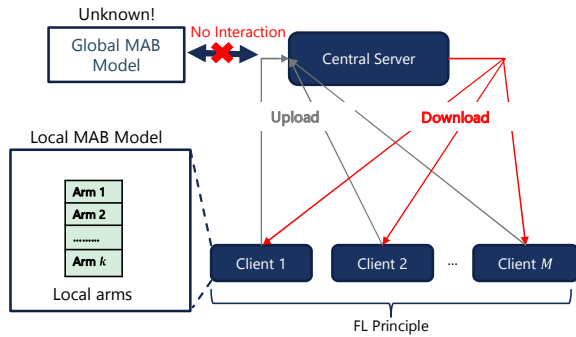 Unknown!
Global MAB
Model
No Interaction
Central Server
Upload
Download
Local MAB Model
Arm 1
Arm 2
.........
Arm k
Local arms
Client 1
Client 2
...
Client M
FL Principle